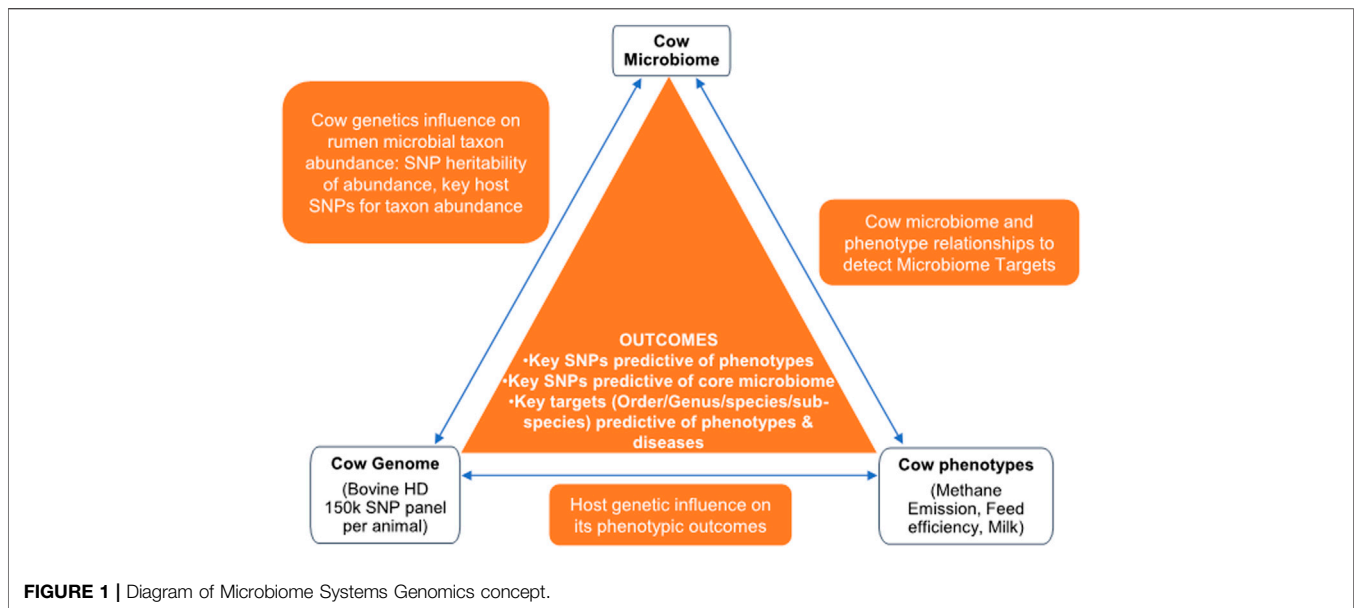 Cow
Microbiome
Cow genetics influence on
rumen microbial taxon
abundance: SNP heritability
of abundance, key host
SNPs for taxon abundance
Cow microbiome and
phenotype relationships to
detect Microbiome Targets
OUTCOMES
•Key SNPs predictive of phenotypes
•Key SNPs predictive of core microbiome
•Key targets (Order/Genus/species/sub-
species) predictive of phenotypes &
diseases
Cow Genome
(Bovine HD
150k SNP panel
per animal)
Host genetic influence on
its phenotypic outcomes
Cow phenotypes
(Methane
Emission, Feed
efficiency, Milk)
FIGURE 1 | Diagram of Microbiome Systems Genomics concept.